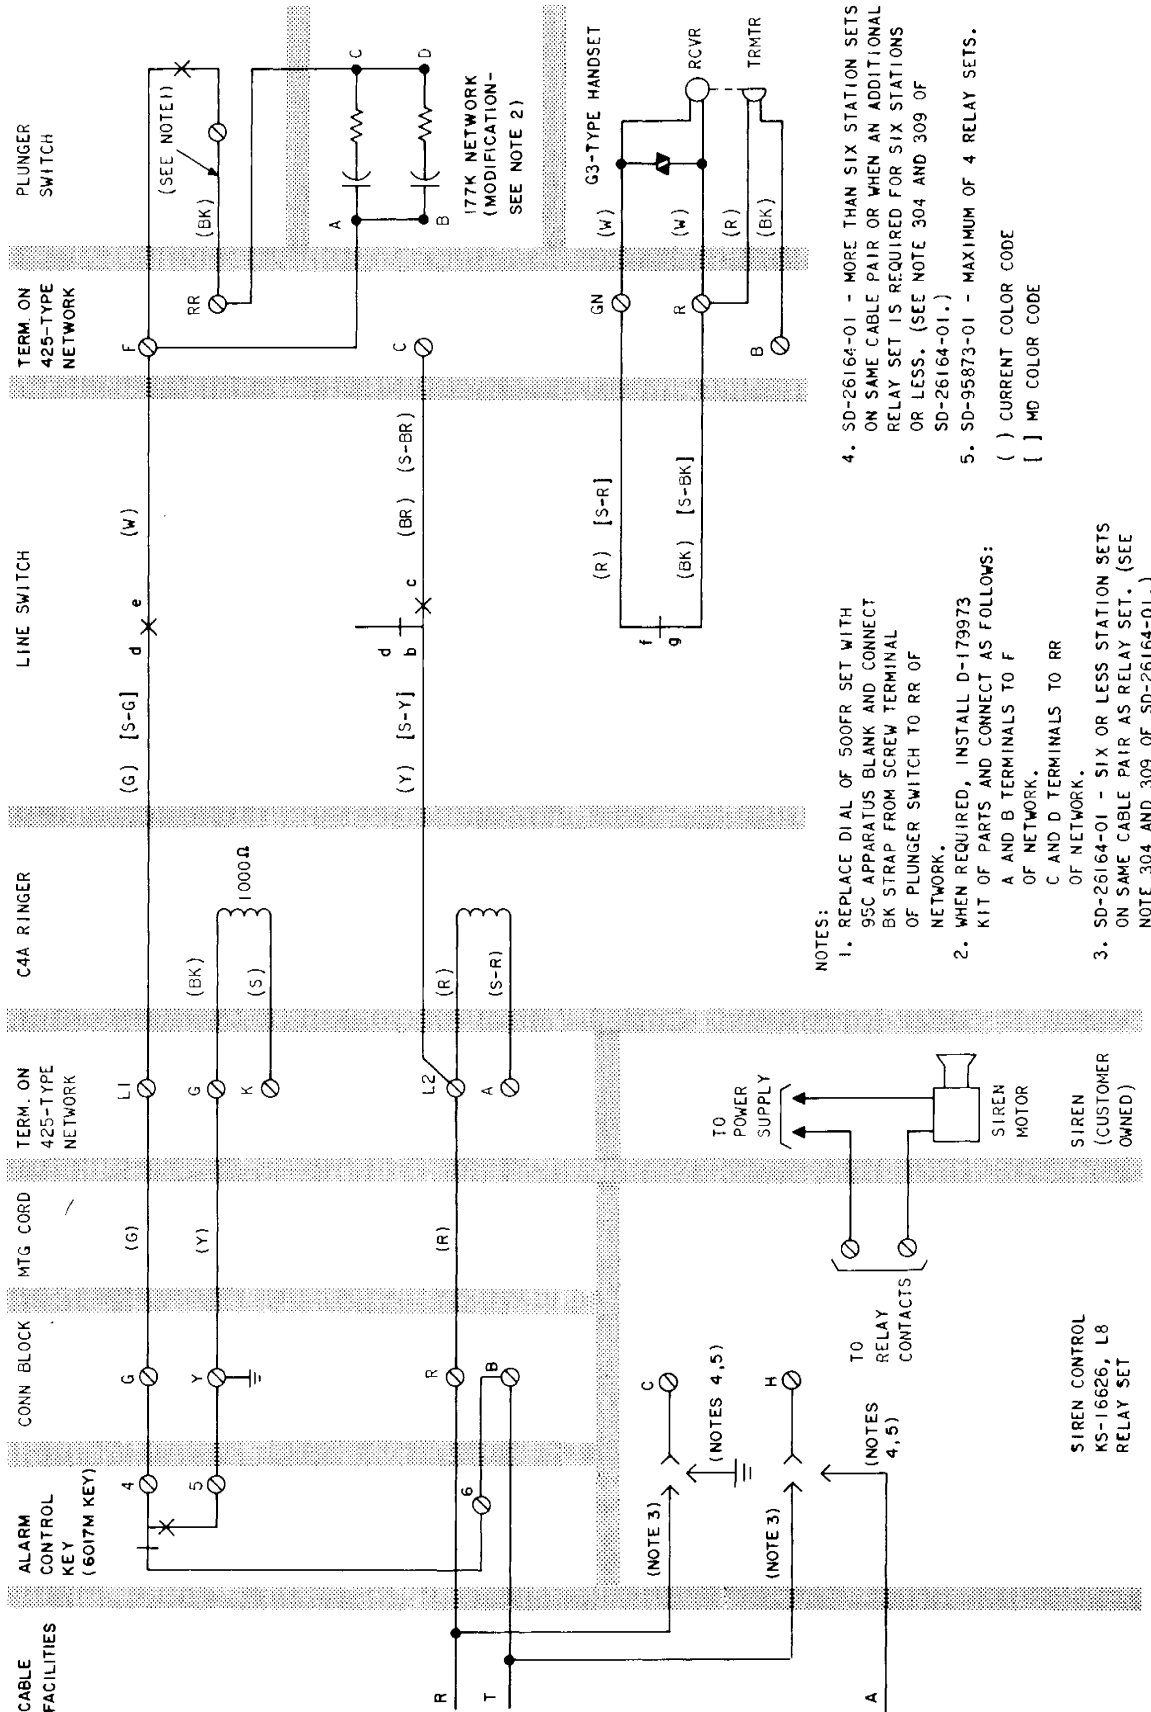 CABLE
FACILITIES
ALARM
CONTROL
KEY
(6017M KEY)
CONN BLOCK
MTG CORD
TERM. ON
425-TYPE
NETWORK
C4A RINGER
LINE SWITCH
TERM. ON
425-TYPE
NETWORK
PLUNGER
SWITCH
4
G
(G)
L1
(G) [S-G]
d
e
(W)
F
(SEE NOTE1)
(BK)
RR
5
Y
(Y)
G
(BK)
1000Ω
K
(S)
A
C
B
D
177K NETWORK
(MODIFICATION-
SEE NOTE 2)
R
R
(R)
L2
(R)
(Y) [S-Y]
d
b
c
(BR) (S-BR)
C
6
T
B
A
(S-R)
(R) [S-R]
f
g
(BK) [S-BK]
GN
(W)
G3-TYPE HANDSET
R
(W)
RCVR
(R)
(BK)
B
TRMTR
(NOTE 3)
C
(NOTES 4,5)
(NOTE 3)
H
(NOTES
4,5)
A
TO
RELAY
CONTACTS
TO
POWER
SUPPLY
SIREN
MOTOR
SIREN CONTROL
KS-16626, L8
RELAY SET
SIREN
(CUSTOMER
OWNED)
NOTES:
1. REPLACE DIAL OF 500FR SET WITH
95C APPARATUS BLANK AND CONNECT
BK STRAP FROM SCREW TERMINAL
OF PLUNGER SWITCH TO RR OF
NETWORK.
2. WHEN REQUIRED, INSTALL D-179973
KIT OF PARTS AND CONNECT AS FOLLOWS:
A AND B TERMINALS TO F
OF NETWORK.
C AND D TERMINALS TO RR
OF NETWORK.
3. SD-26164-01 - SIX OR LESS STATION SETS
ON SAME CABLE PAIR AS RELAY SET. (SEE
NOTE 304 AND 309 OF SD-26164-01.)
4. SD-26164-01 - MORE THAN SIX STATION SETS
ON SAME CABLE PAIR OR WHEN AN ADDITIONAL
RELAY SET IS REQUIRED FOR SIX STATIONS
OR LESS. (SEE NOTE 304 AND 309 OF
SD-26164-01.)
5. SD-95873-01 - MAXIMUM OF 4 RELAY SETS.
( ) CURRENT COLOR CODE
[ ] MD COLOR CODE